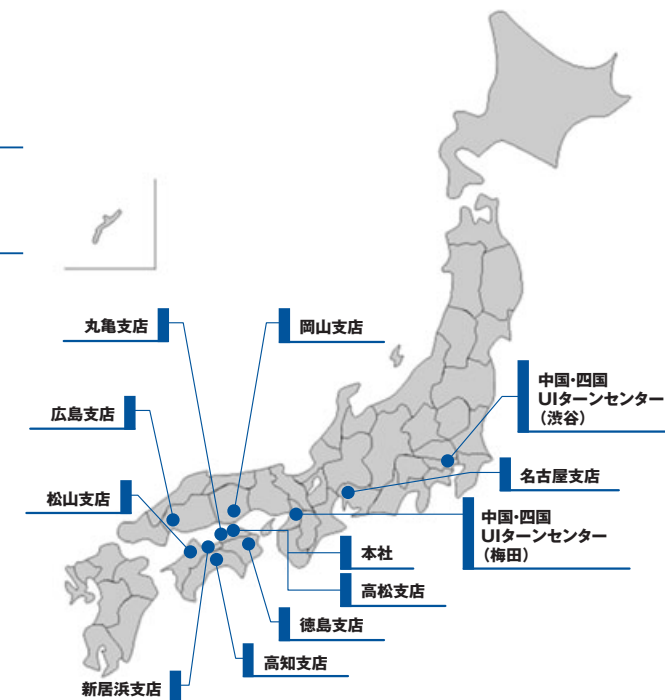 丸亀支店
岡山支店
広島支店
松山支店
中国・四国
UIターンセンター
（渋谷）
名古屋支店
中国・四国
UIターンセンター
（梅田）
本社
高松支店
徳島支店
高知支店
新居浜支店